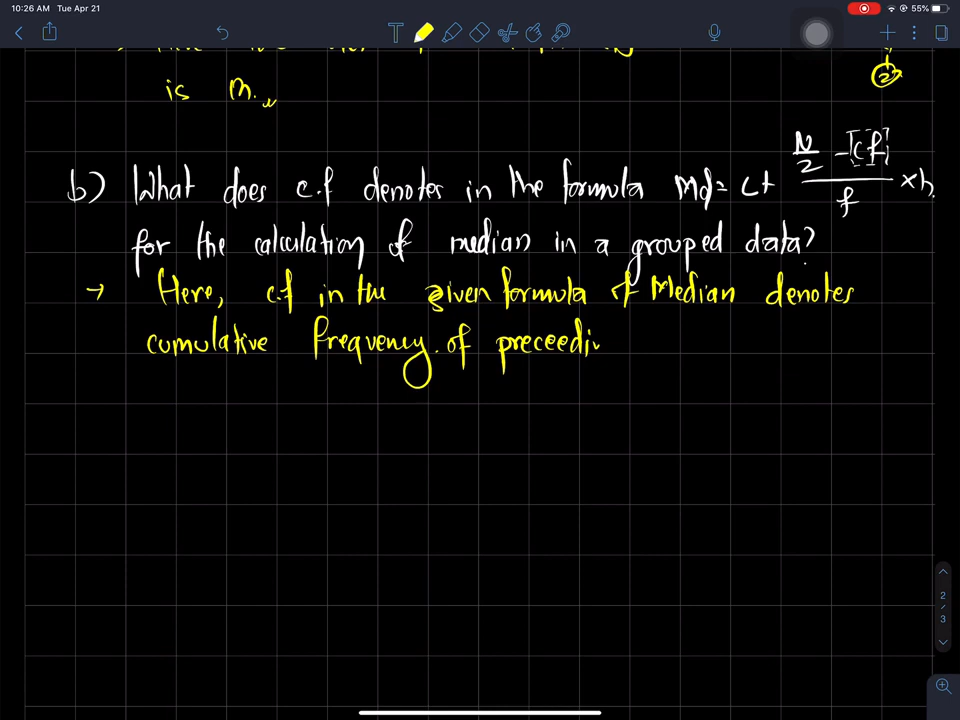 10:26 AM Tue Apr 21
55%
is m.
2
b) What does c.f denotes in the formula Md = L + N/2 - c.f / f × h
for the calculation of median in a grouped data?
→ Here, c.f in the given formula of Median denotes
cumulative frequency. of preceedi
2
/
3